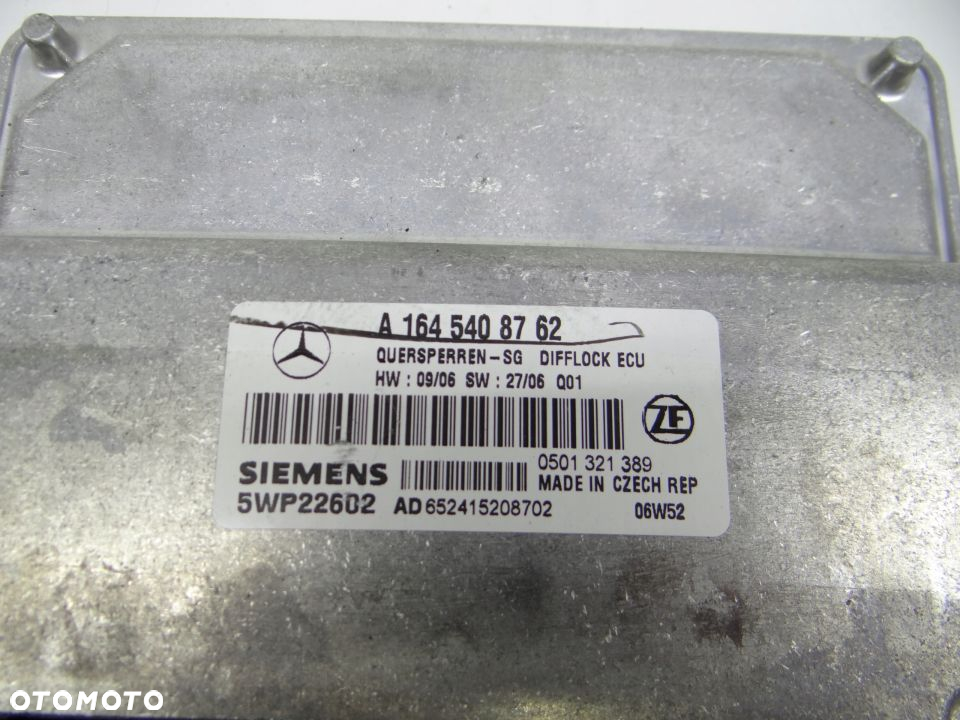 A 164 540 87 62
QUERSPERREN-SG DIFFLOCK ECU
HW : 09/06 SW : 27/06 Q01
ZF
0501 321 389
SIEMENS
MADE IN CZECH REP
5WP22602 AD652415208702 06W52
OTOMOTO
OTOMOTO